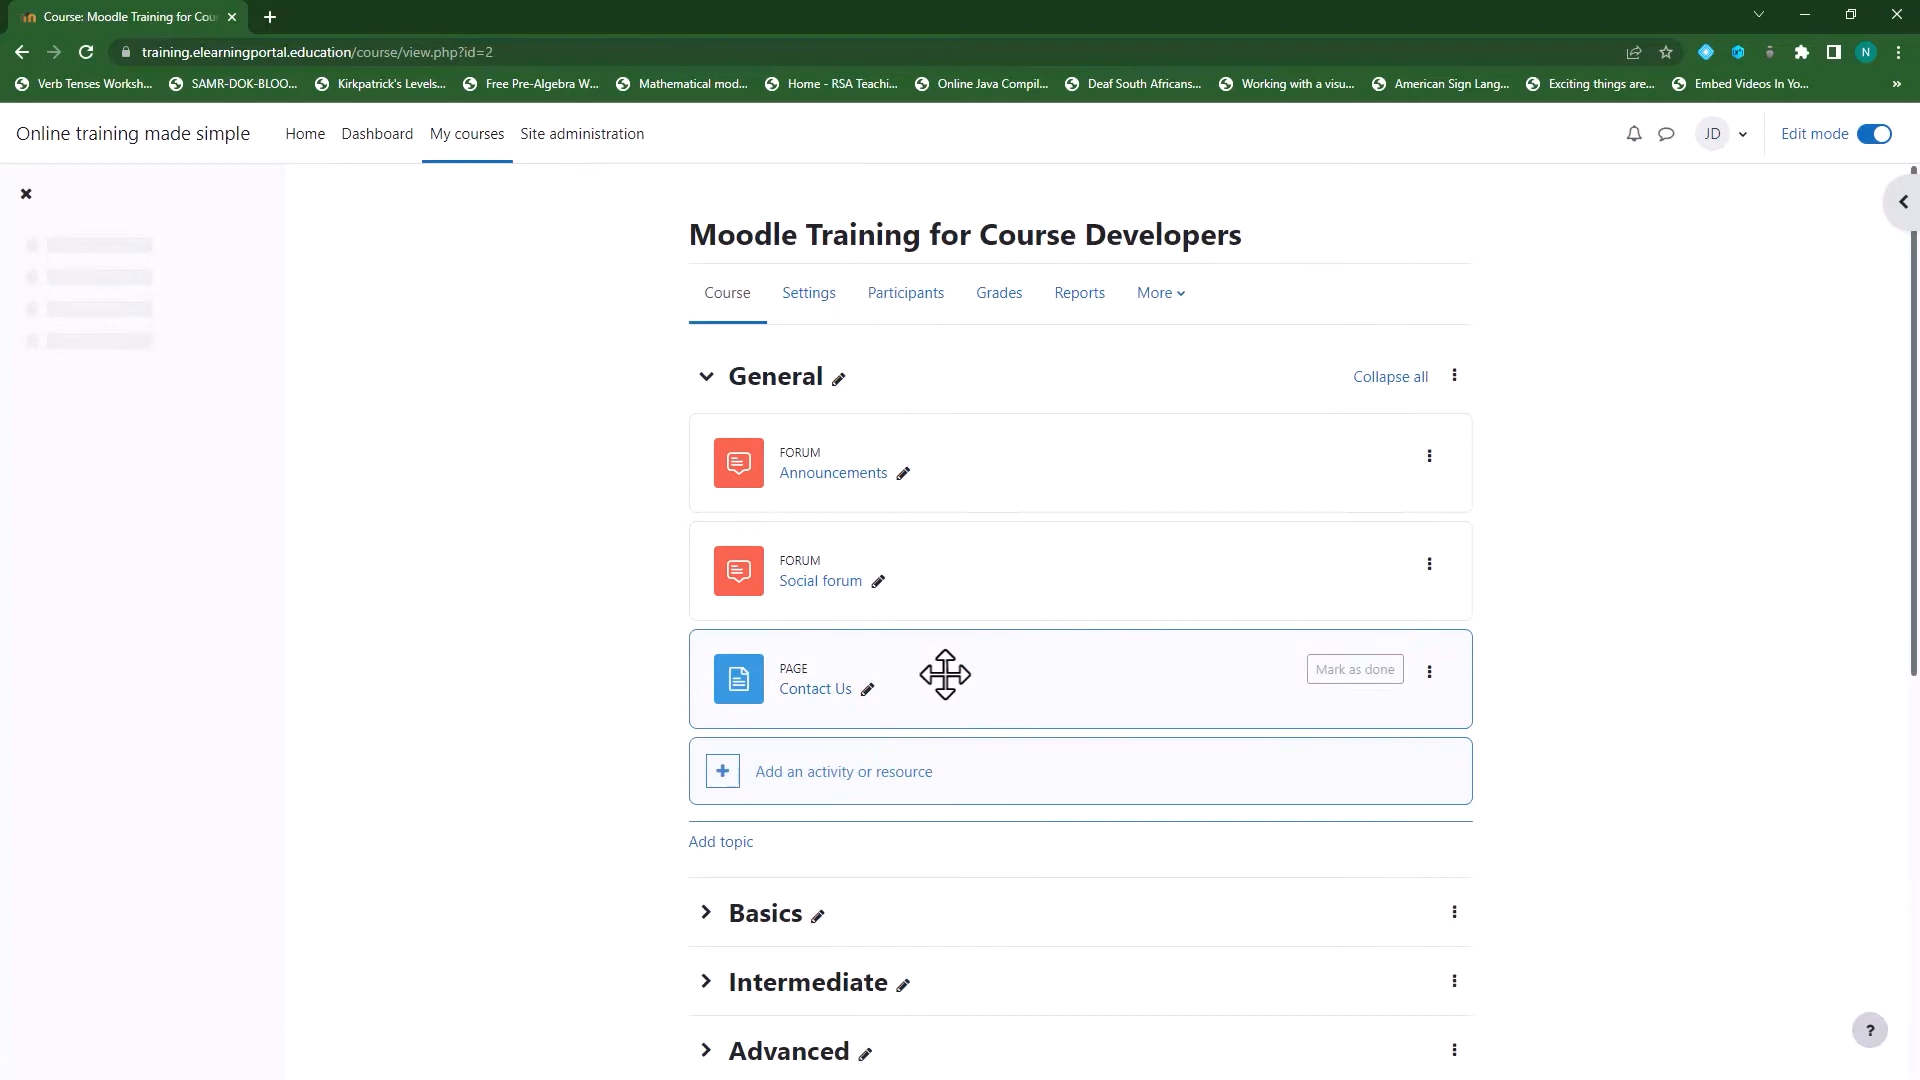 Course: Moodle Training for Cou
training.elearningportal.education/course/view.php?id=2
N
Verb Tenses Worksh... SAMR-DOK-BLOO... Kirkpatrick's Levels... Free Pre-Algebra W... Mathematical mod... Home - RSA Teachi... Online Java Compil... Deaf South Africans... Working with a visu... American Sign Lang... Exciting things are... Embed Videos In Yo... »
Online training made simple Home Dashboard My courses Site administration JD Edit mode
Moodle Training for Course Developers
Course Settings Participants Grades Reports More
General Collapse all
FORUM
Announcements
FORUM
Social forum
PAGE
Contact Us
Mark as done
Add an activity or resource
Add topic
Basics
Intermediate
Advanced
?